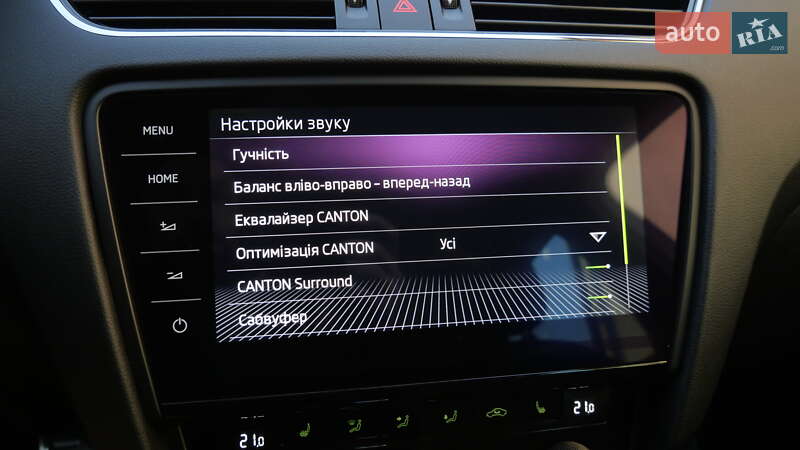 auto RIA
.com
MENU
HOME
Настройки звуку
Гучність
Баланс вліво-вправо – вперед-назад
Еквалайзер CANTON
Оптимізація CANTON Усі
CANTON Surround
Сабвуфер
21.0
21.0